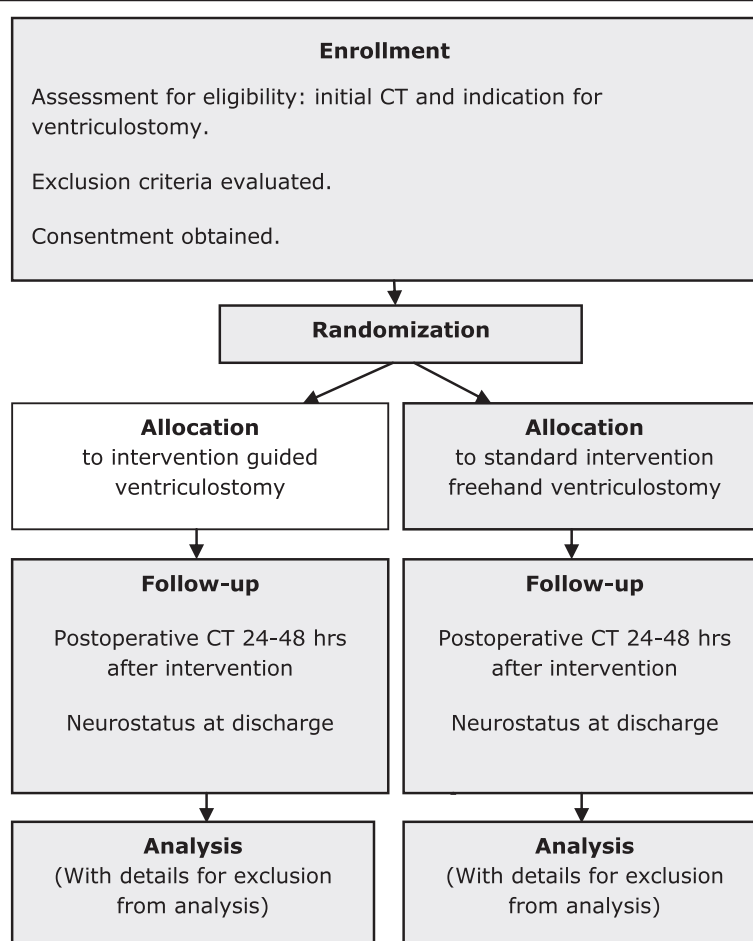 Enrollment
Assessment for eligibility: initial CT and indication for
ventriculostomy.
Exclusion criteria evaluated.
Consentment obtained.
Randomization
Allocation
to intervention guided
ventriculostomy
Allocation
to standard intervention
freehand ventriculostomy
Follow-up
Postoperative CT 24-48 hrs
after intervention
Neurostatus at discharge
Follow-up
Postoperative CT 24-48 hrs
after intervention
Neurostatus at discharge
Analysis
(With details for exclusion
from analysis)
Analysis
(With details for exclusion
from analysis)